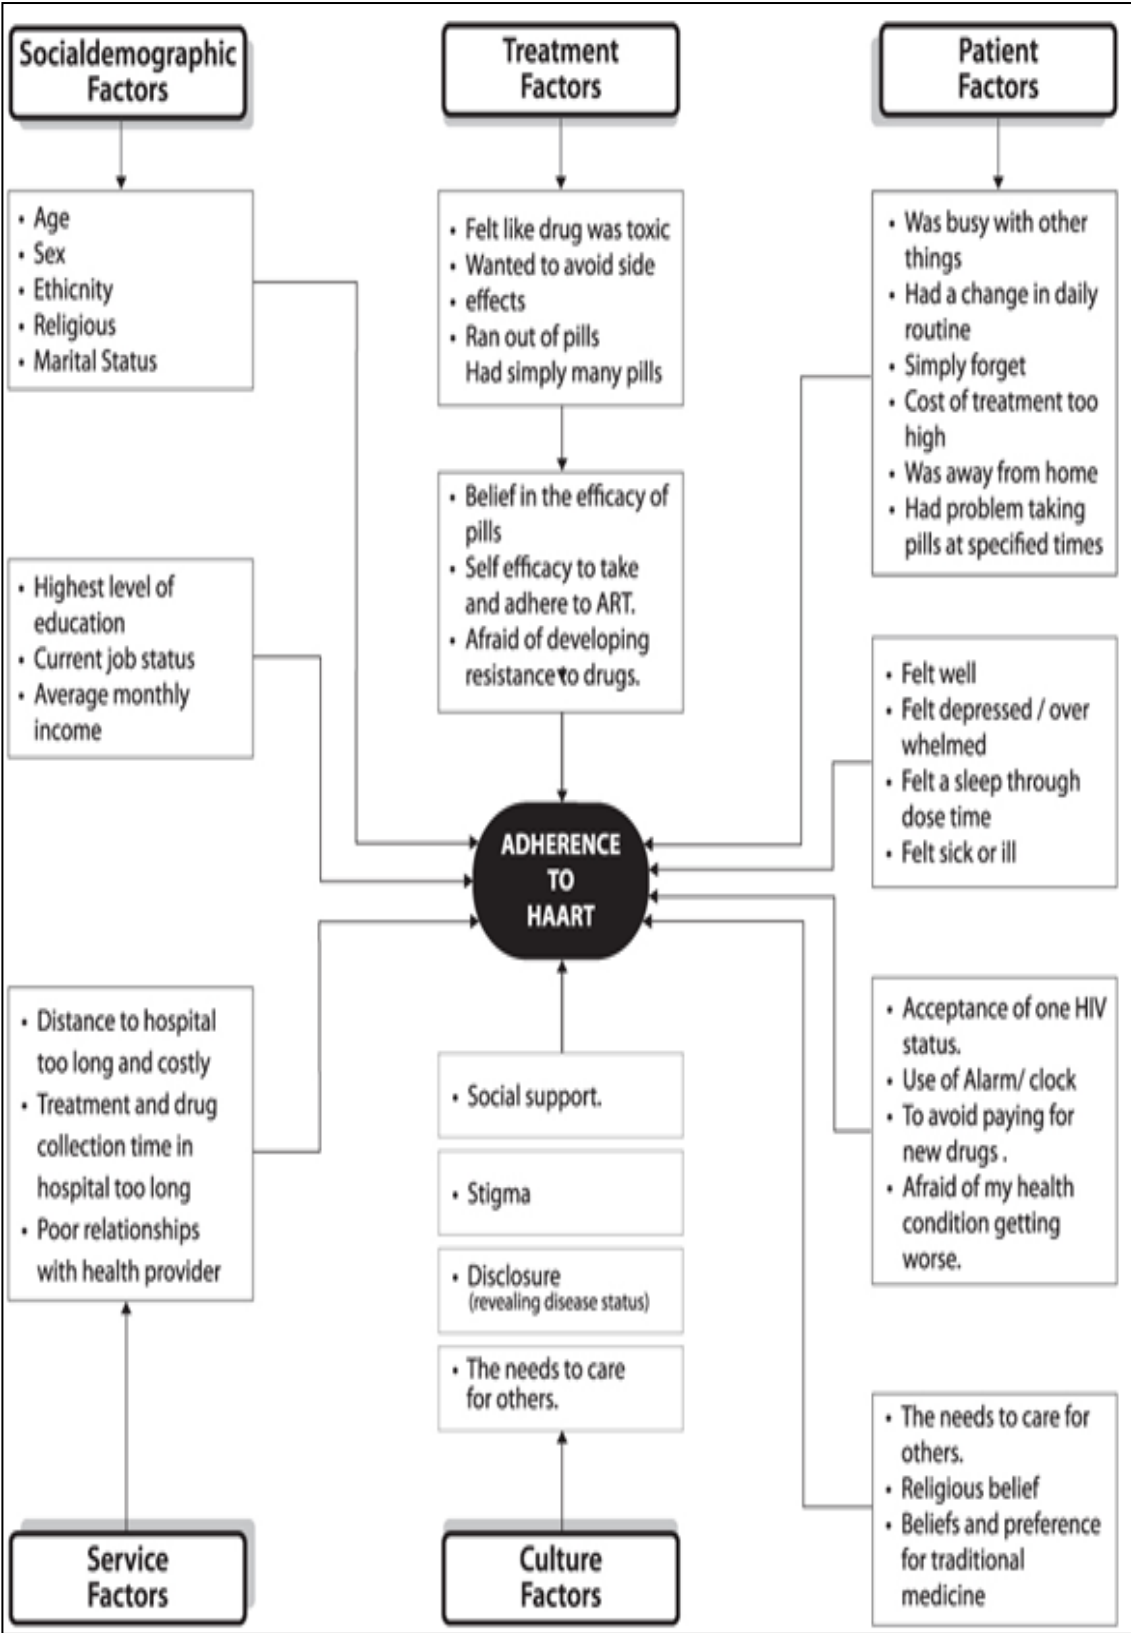 Socialdemographic
Factors
• Age
• Sex
• Ethicnity
• Religious
• Marital Status
• Highest level of
education
• Current job status
• Average monthly
income
• Distance to hospital
too long and costly
• Treatment and drug
collection time in
hospital too long
• Poor relationships
with health provider
Service
Factors
Treatment
Factors
• Felt like drug was toxic
• Wanted to avoid side
• effects
• Ran out of pills
Had simply many pills
• Belief in the efficacy of
pills
• Self efficacy to take
and adhere to ART.
• Afraid of developing
resistance to drugs.
ADHERENCE
TO
HAART
• Social support.
• Stigma
• Disclosure
(revealing disease status)
• The needs to care
for others.
Culture
Factors
Patient
Factors
• Was busy with other
things
• Had a change in daily
routine
• Simply forget
• Cost of treatment too
high
• Was away from home
• Had problem taking
pills at specified times
• Felt well
• Felt depressed / over
whelmed
• Felt a sleep through
dose time
• Felt sick or ill
• Acceptance of one HIV
status.
• Use of Alarm/ clock
• To avoid paying for
new drugs .
• Afraid of my health
condition getting
worse.
• The needs to care for
others.
• Religious belief
• Beliefs and preference
for traditional
medicine